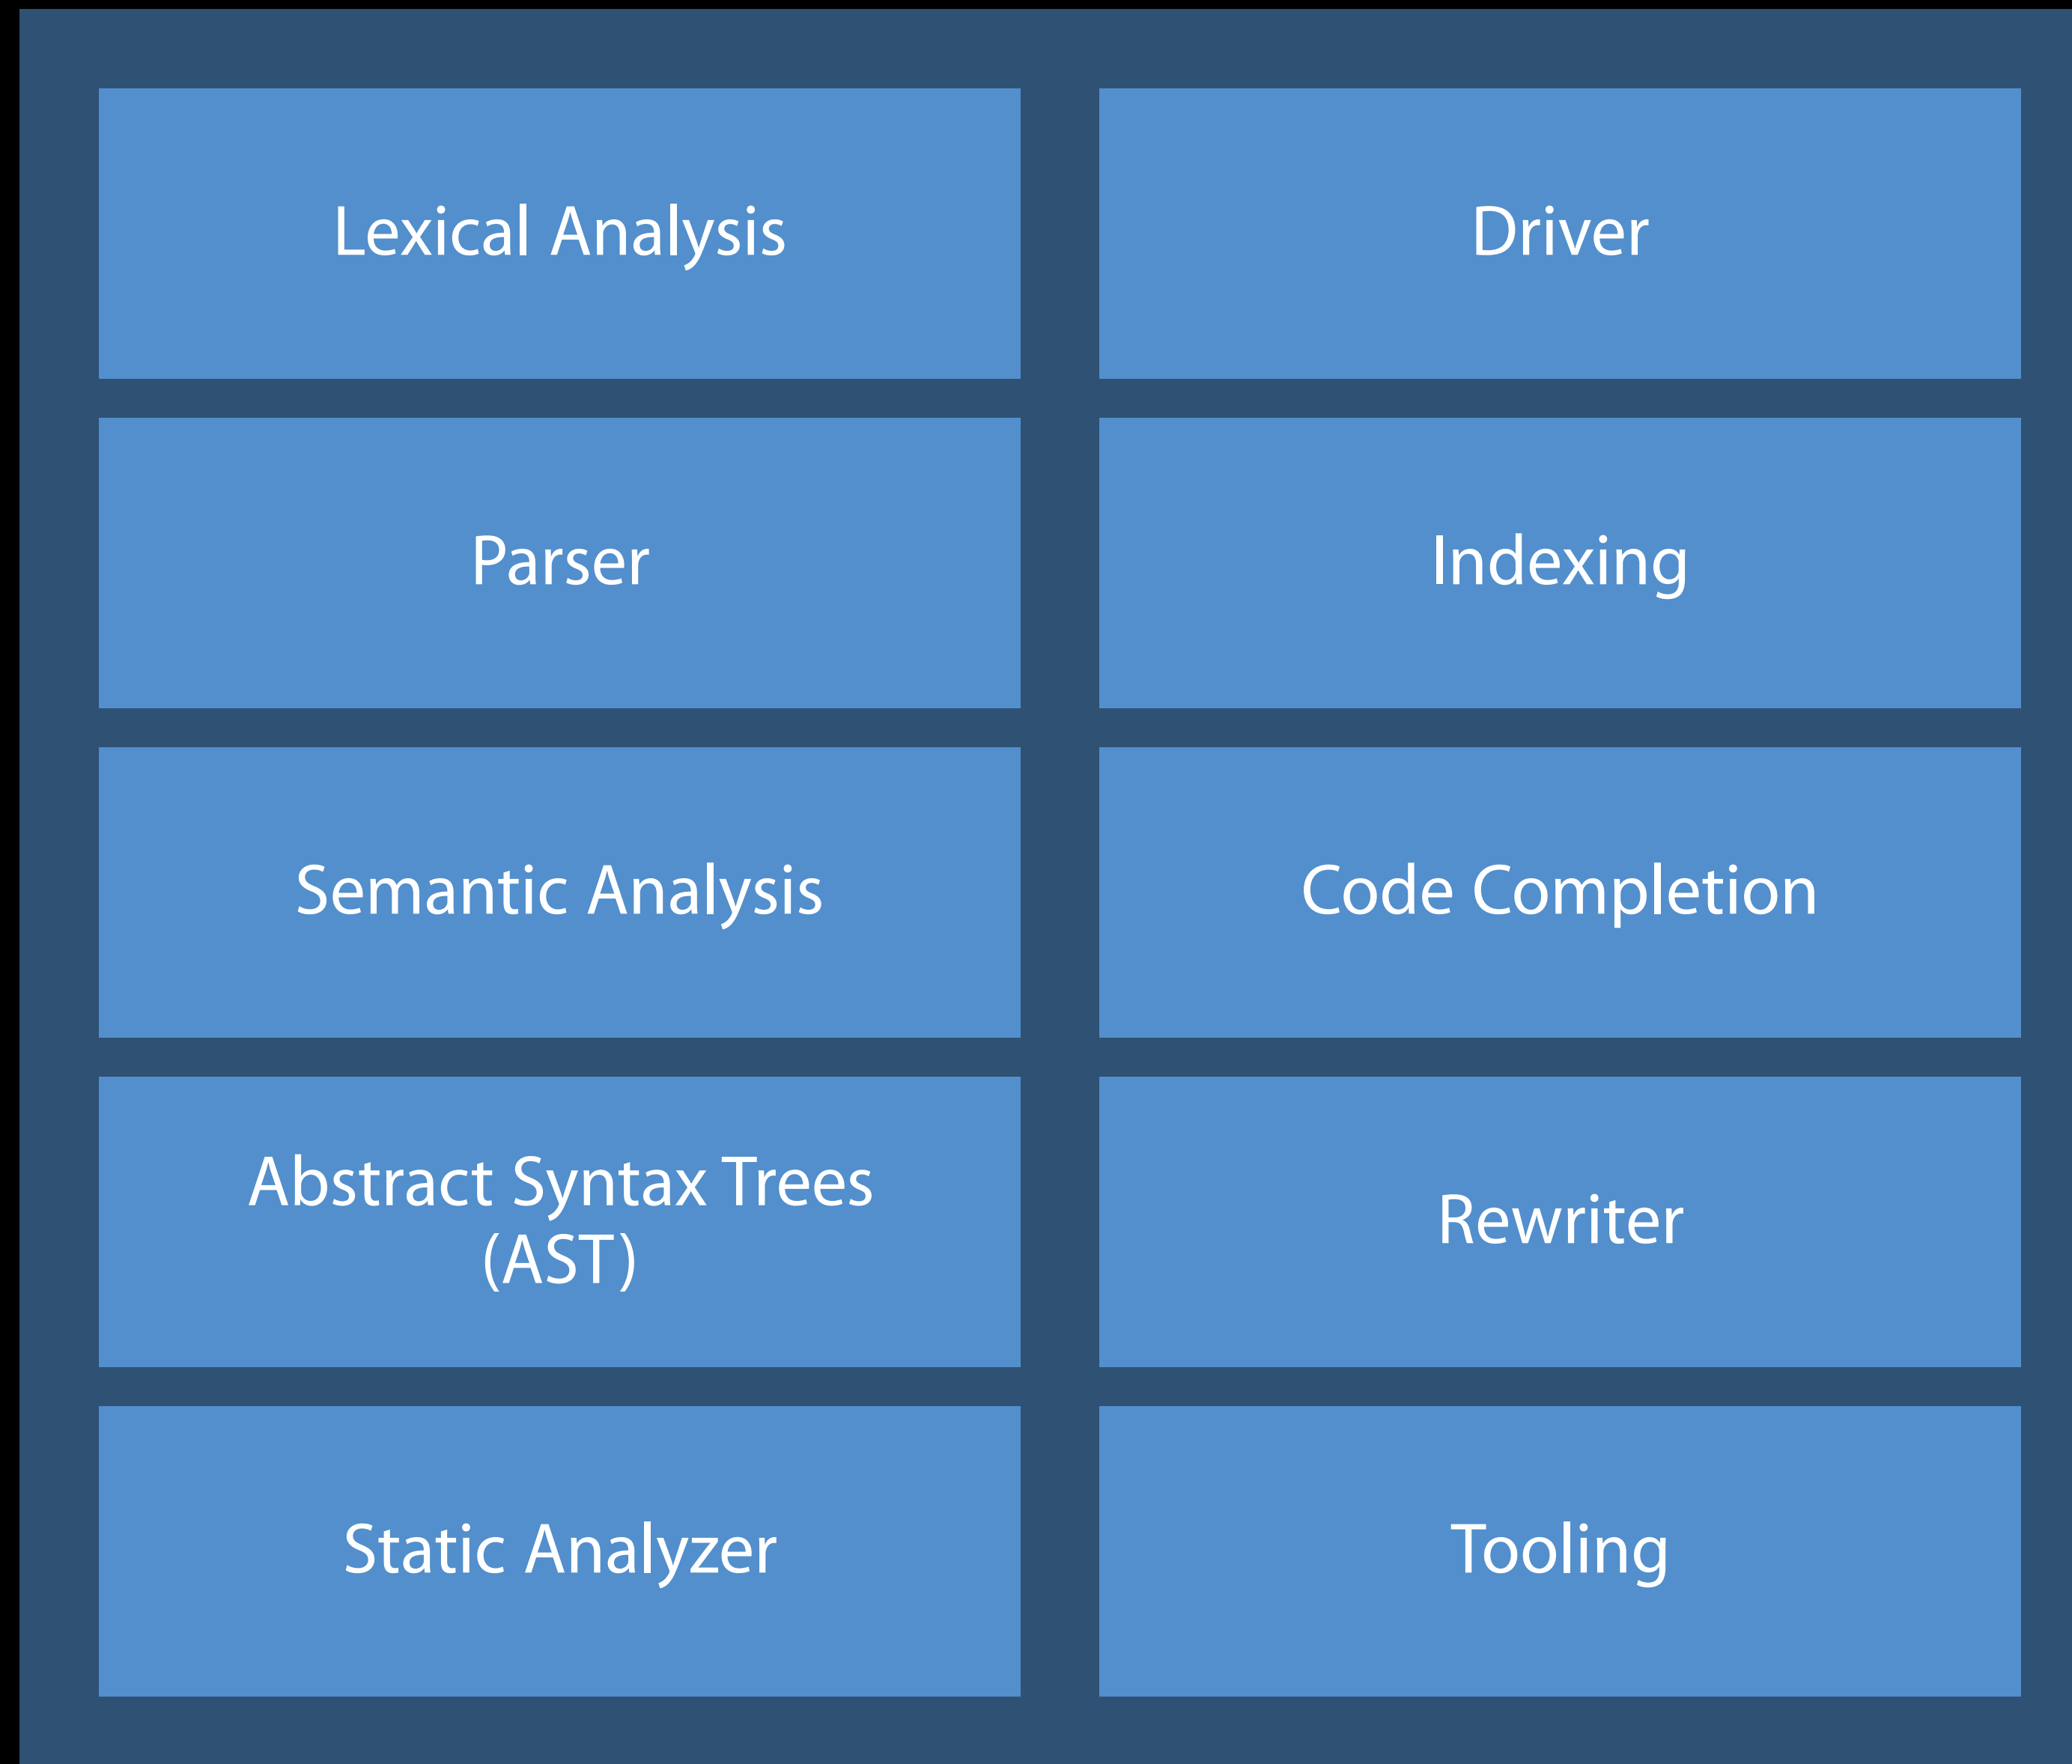 Lexical Analysis
Driver
Parser
Indexing
Semantic Analysis
Code Completion
Abstract Syntax Trees
(AST)
Rewriter
Static Analyzer
Tooling